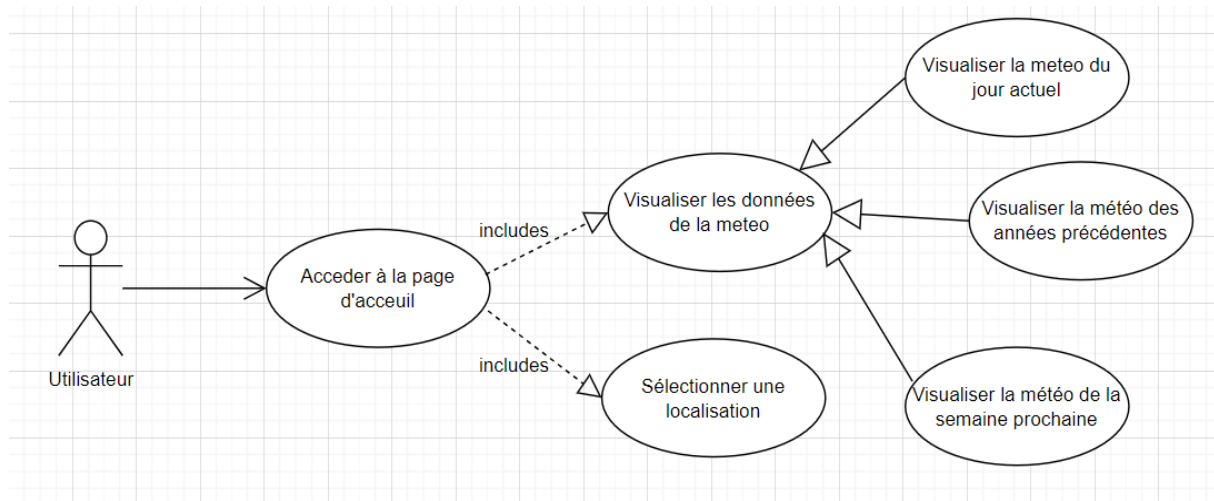 Visualiser la meteo du
jour actuel
Visualiser les données
de la meteo
Visualiser la météo des
années précédentes
includes
Acceder à la page
d'acceuil
includes
Utilisateur
Sélectionner une
localisation
Visualiser la météo de la
semaine prochaine